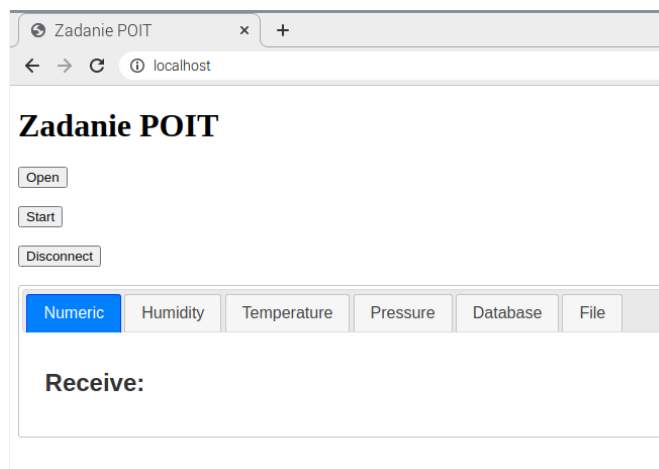 Zadanie POIT
localhost
Zadanie POIT
Open
Start
Disconnect
Numeric Humidity Temperature Pressure Database File
Receive: